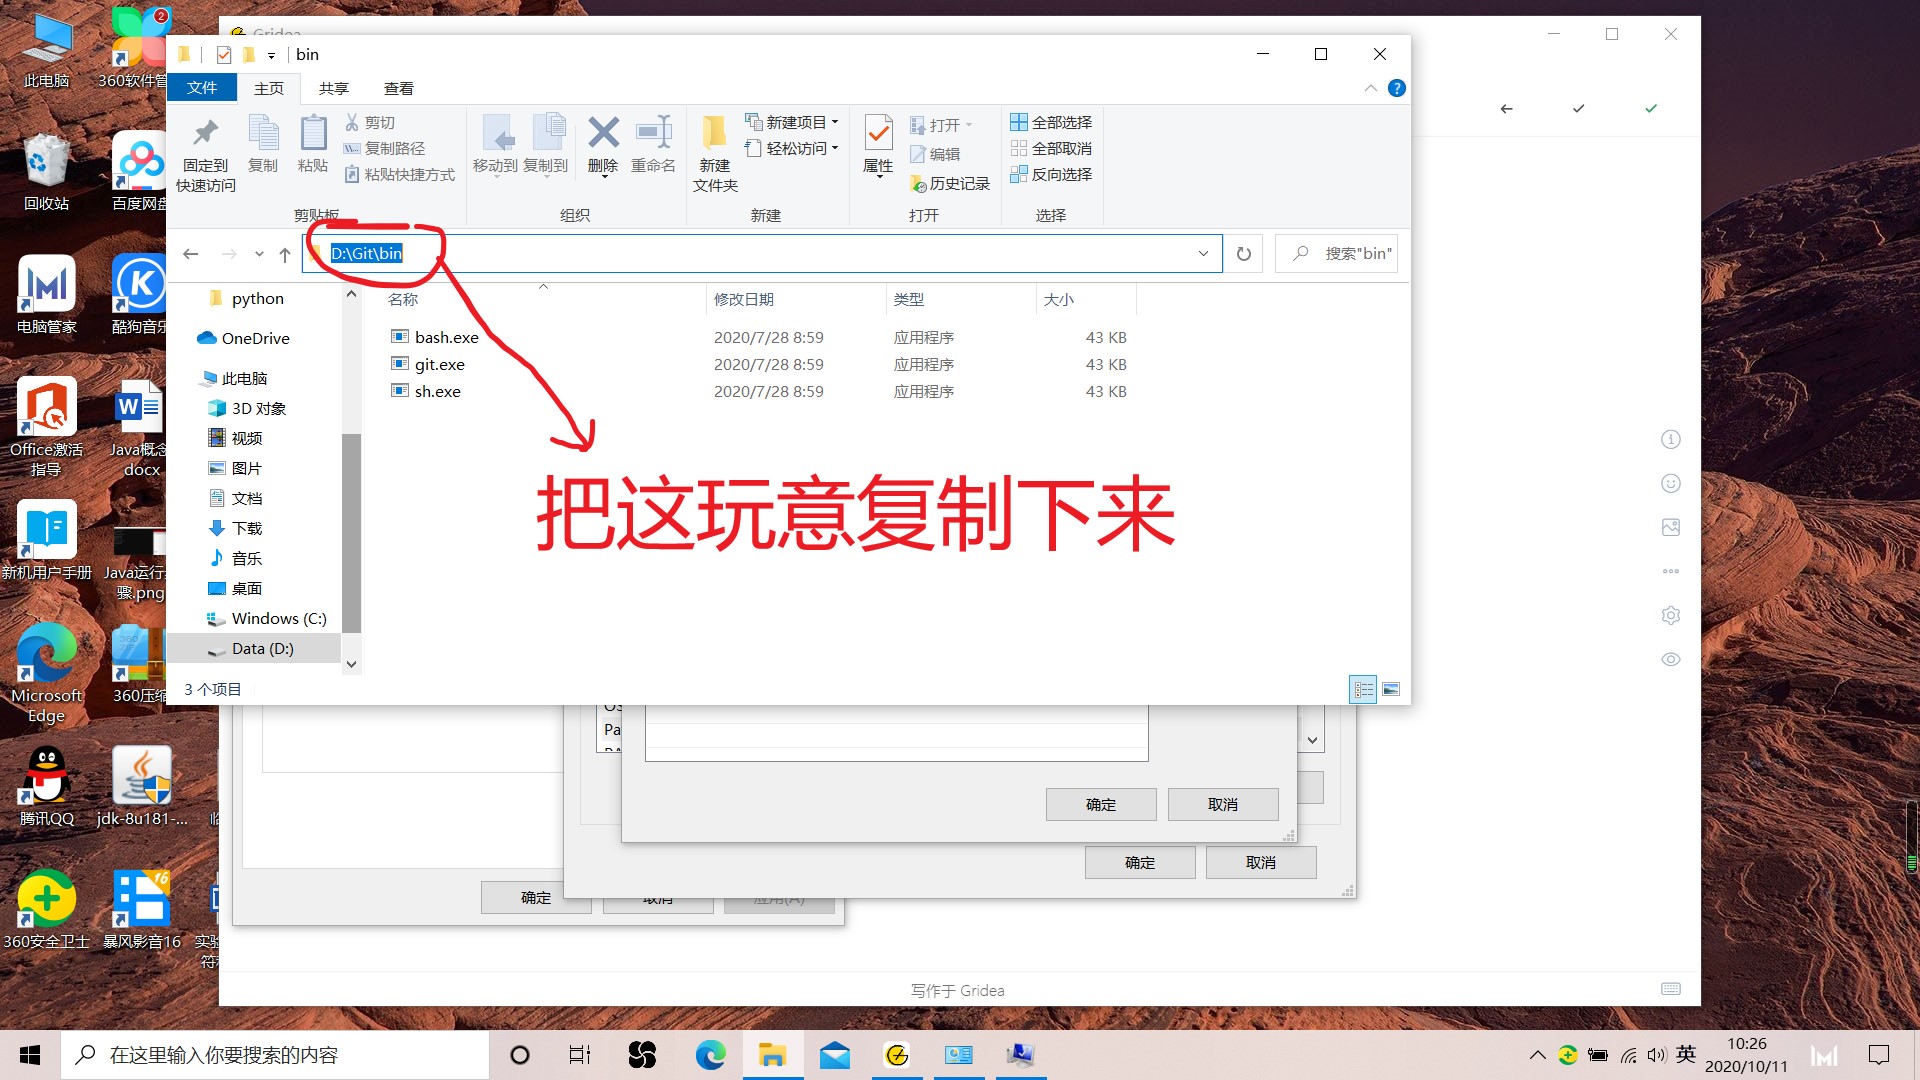 Gridea
bin
文件 主页 共享 查看
固定到
快速访问
复制
粘贴
剪切
复制路径
粘贴快捷方式
剪贴板
移动到
复制到
删除
重命名
组织
新建
文件夹
新建项目
轻松访问
新建
属性
打开
编辑
历史记录
打开
全部选择
全部取消
反向选择
选择
D:\Git\bin
搜索"bin"
名称 修改日期 类型 大小
bash.exe 2020/7/28 8:59 应用程序 43 KB
git.exe 2020/7/28 8:59 应用程序 43 KB
sh.exe 2020/7/28 8:59 应用程序 43 KB
把这玩意复制下来
python
OneDrive
此电脑
3D 对象
视频
图片
文档
下载
音乐
桌面
Windows (C:)
Data (D:)
3 个项目
Pa
确定 取消
确定 取消
确定 取消 应用(A)
写作于 Gridea
此电脑
2
360软件管
回收站
百度网盘
电脑管家
酷狗音乐
Office激活
指导
Java概念
docx
新机用户手册
Java运行
骤.png
Microsoft
Edge
360
360压缩
腾讯QQ
jdk-8u181-...
360安全卫士
16
暴风影音16
实验
在这里输入你要搜索的内容
英
10:26
2020/10/11